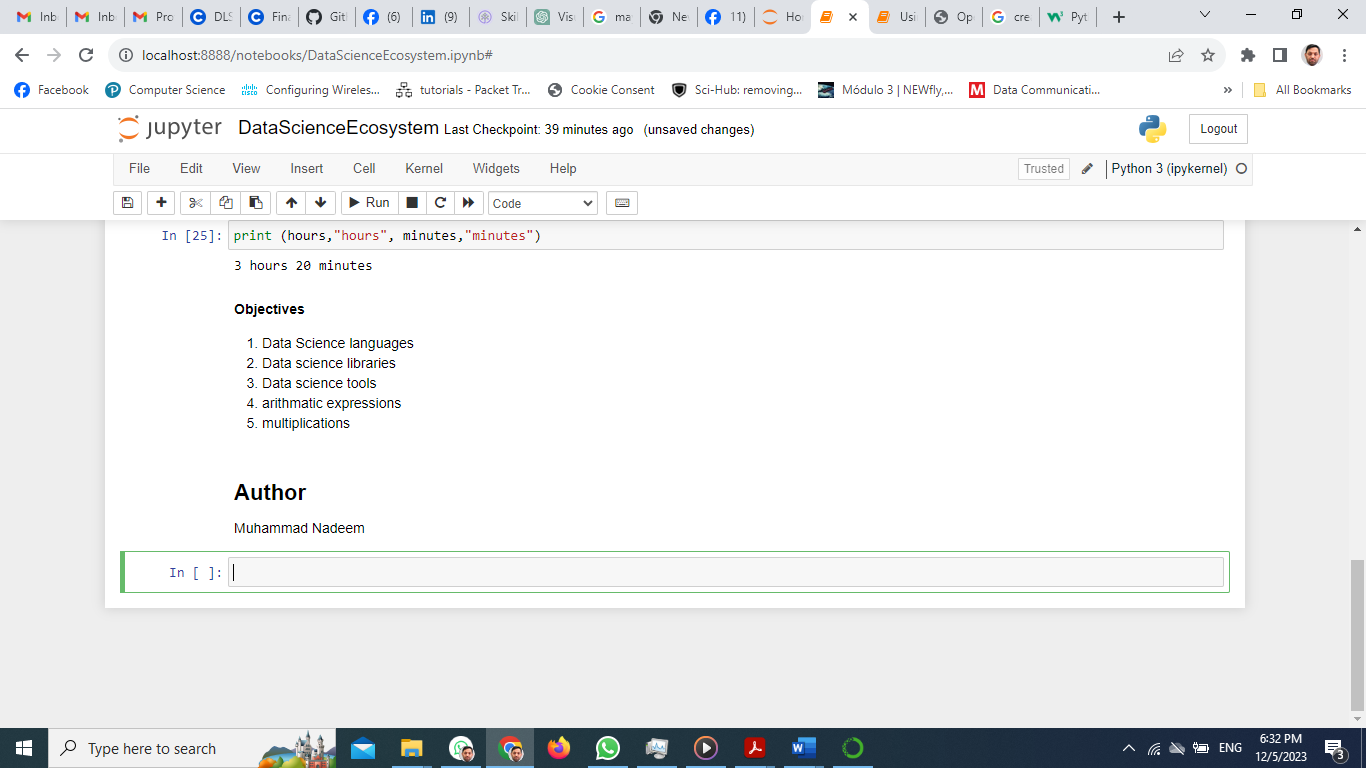 Inb Inb Pro DLS Fina Gitl (6) (9) Skil Vis ma Ne 11) Ho Usi Op cre Pyt
localhost:8888/notebooks/DataScienceEcosystem.ipynb#
Facebook Computer Science Configuring Wireles... tutorials - Packet Tr... Cookie Consent Sci-Hub: removing... Módulo 3 | NEWfly,... Data Communicati... » All Bookmarks
jupyter DataScienceEcosystem Last Checkpoint: 39 minutes ago (unsaved changes) Logout
File Edit View Insert Cell Kernel Widgets Help Trusted Python 3 (ipykernel)
Run Code
In [25]: print (hours,"hours", minutes,"minutes")
3 hours 20 minutes
Objectives
1. Data Science languages
2. Data science libraries
3. Data science tools
4. arithmatic expressions
5. multiplications
Author
Muhammad Nadeem
In [ ]:
Type here to search ENG 6:32 PM
12/5/2023 3